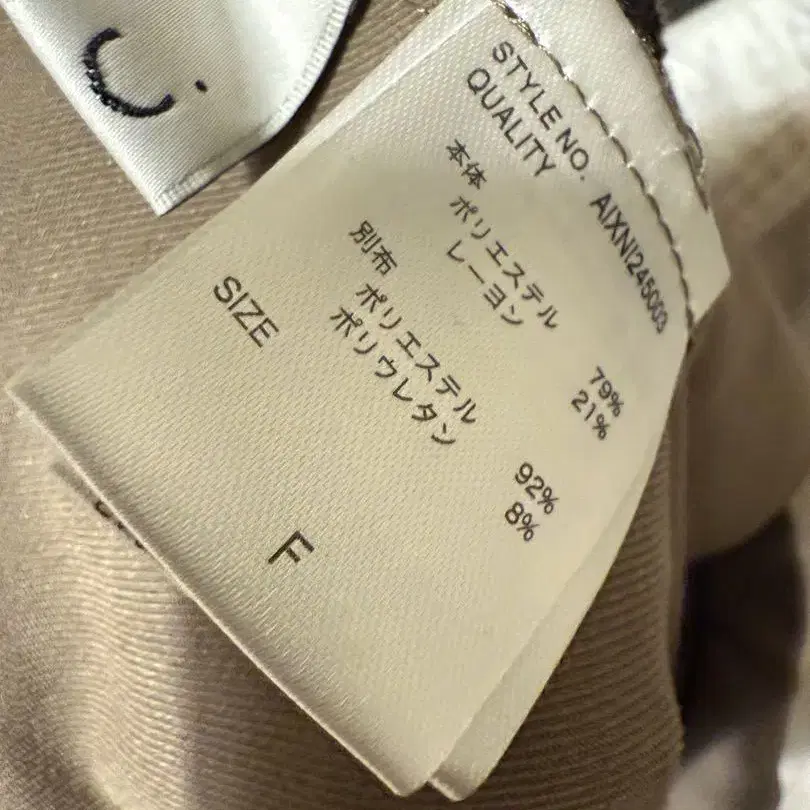 STYLE NO. AIXNI245003
QUALITY
本体
ポリエステル 79%
レーヨン 21%
別布
ポリエステル 92%
ポリウレタン 8%
SIZE
F